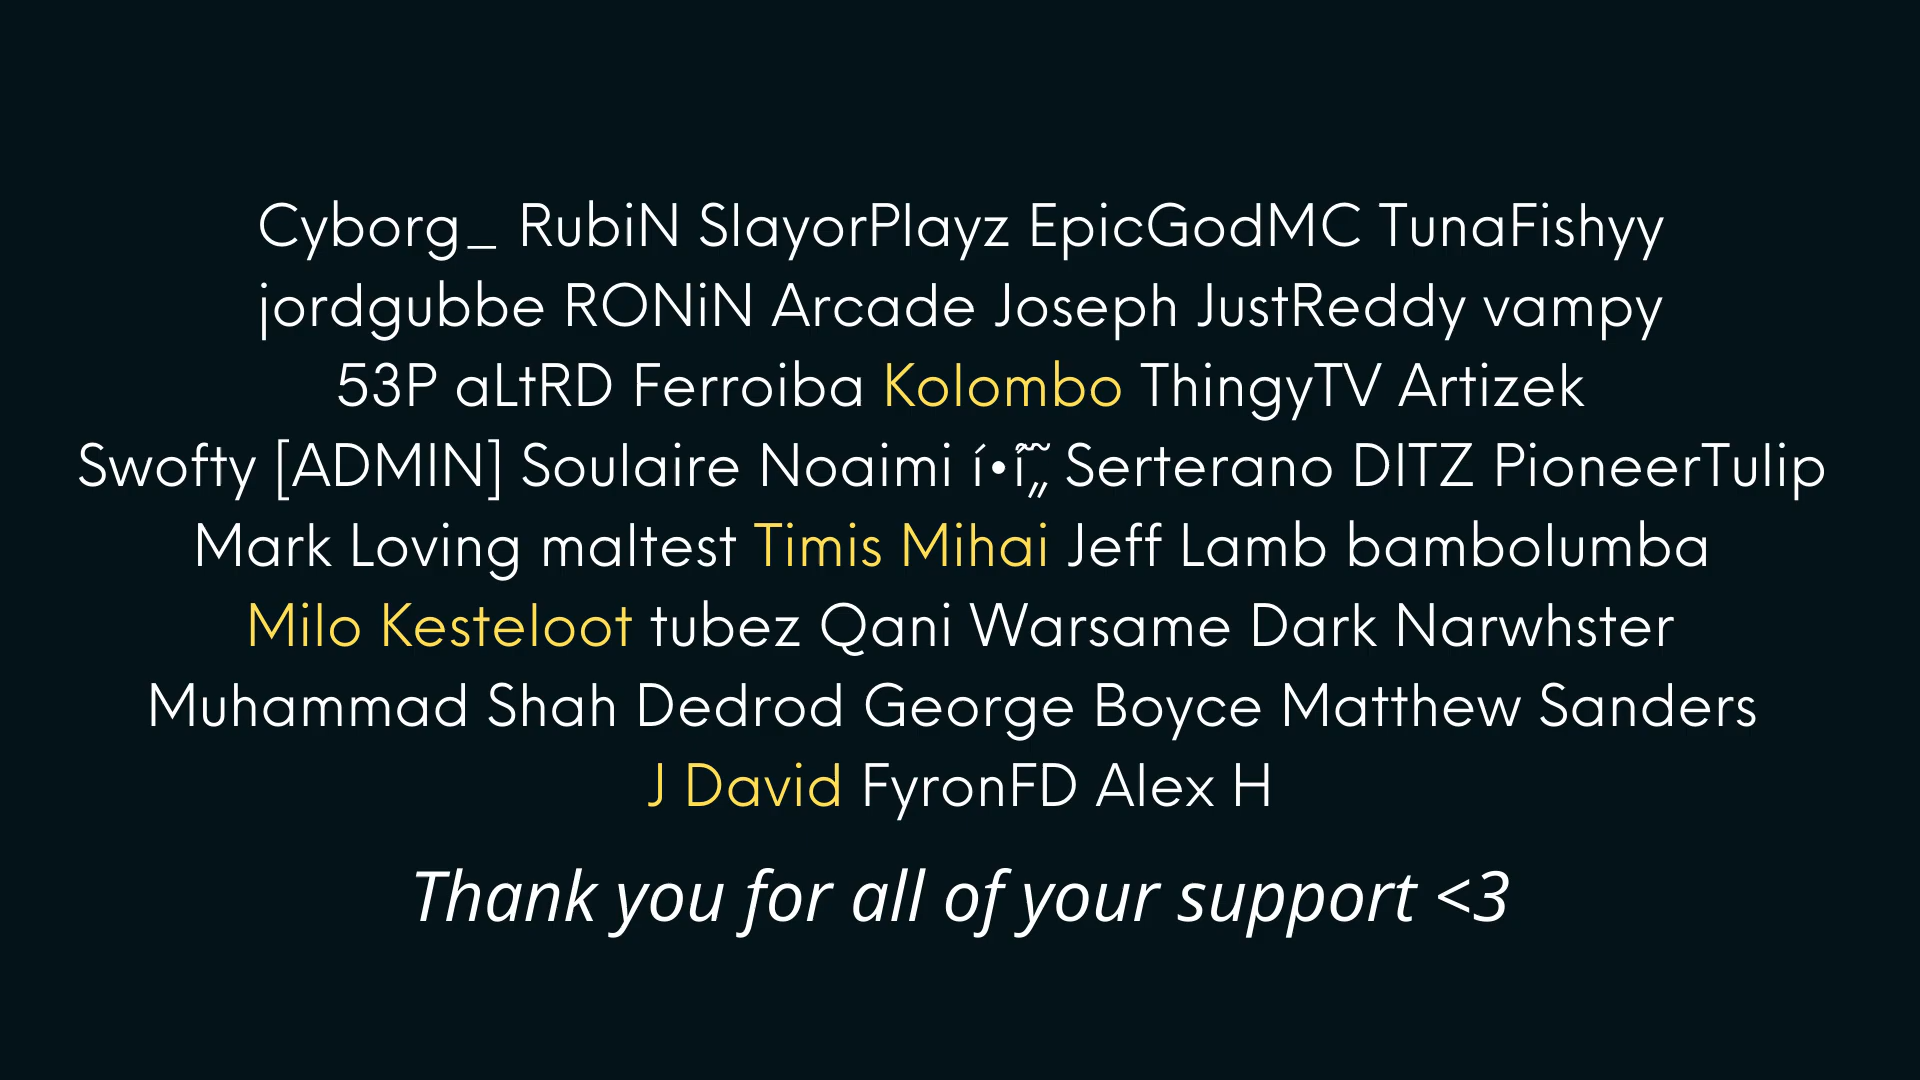 Cyborg_ RubiN SlayorPlayz EpicGodMC TunaFishyy
jordgubbe RONiN Arcade Joseph JustReddy vampy
53P aLtRD Ferroiba Kolombo ThingyTV Artizek
Swofty [ADMIN] Soulaire Noaimi Serterano DITZ PioneerTulip
Mark Loving maltest Timis Mihai Jeff Lamb bambolumba
Milo Kesteloot tubez Qani Warsame Dark Narwhster
Muhammad Shah Dedrod George Boyce Matthew Sanders
J David FyronFD Alex H
Thank you for all of your support <3